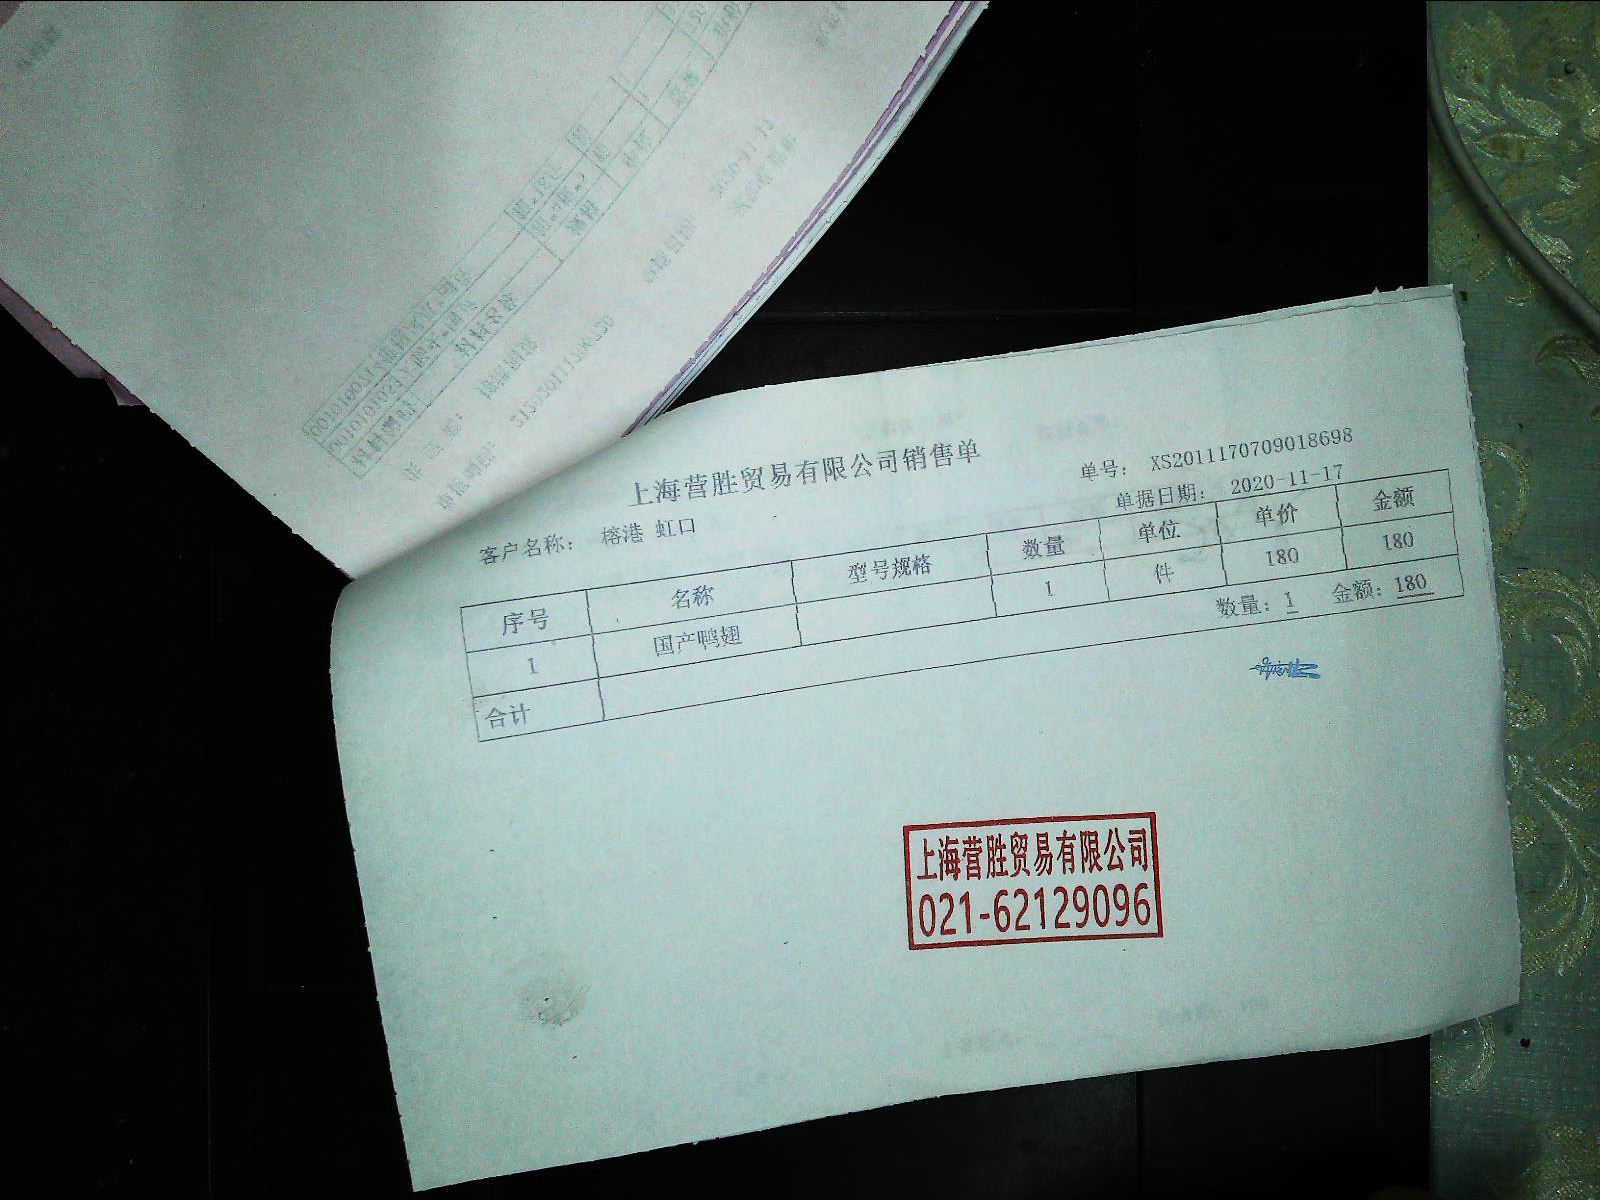 上海营胜贸易有限公司销售单
单号： XS2011170709018698
客户名称： 榕港 虹口
单据日期： 2020-11-17
序号 名称 型号规格 数量 单位 单价 金额
1 国产鸭翅 1 件 180 180
合计 数量：1 金额：180
上海营胜贸易有限公司
021-62129096